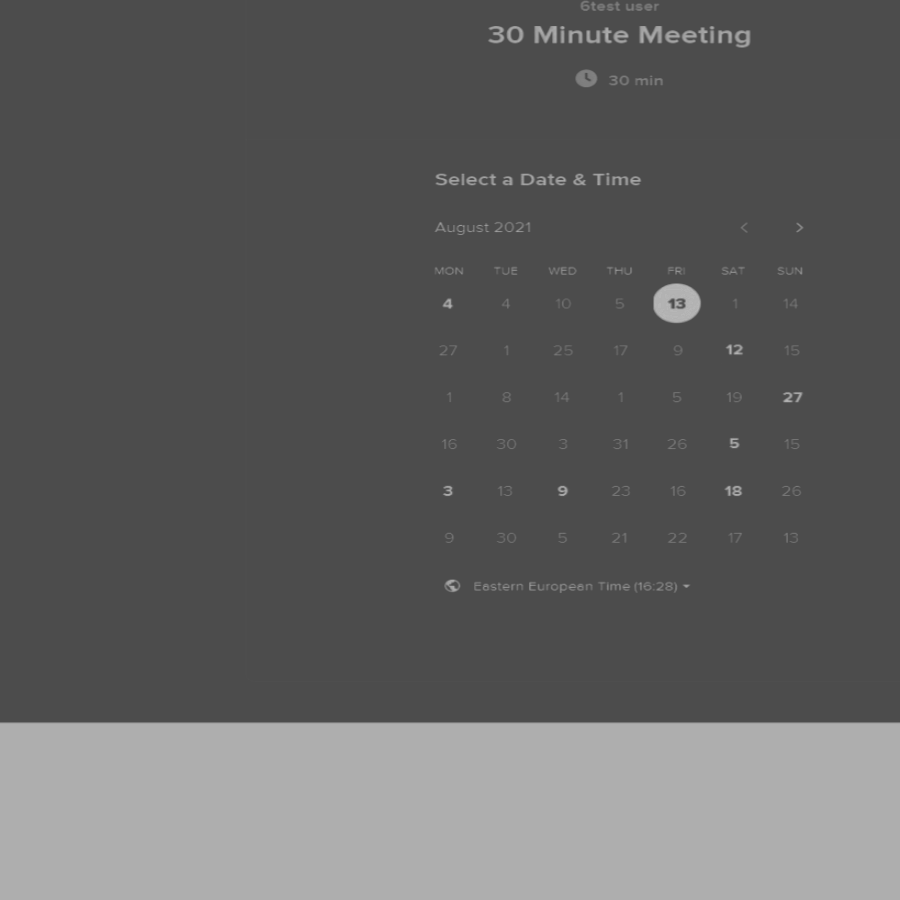 6test user
30 Minute Meeting
30 min
Select a Date & Time
August 2021
MON TUE WED THU FRI SAT SUN
4 4 10 5 13 1 14
27 1 25 17 9 12 15
1 8 14 1 5 19 27
16 30 3 31 26 5 15
3 13 9 23 16 18 26
9 30 5 21 22 17 13
Eastern European Time (16:28)